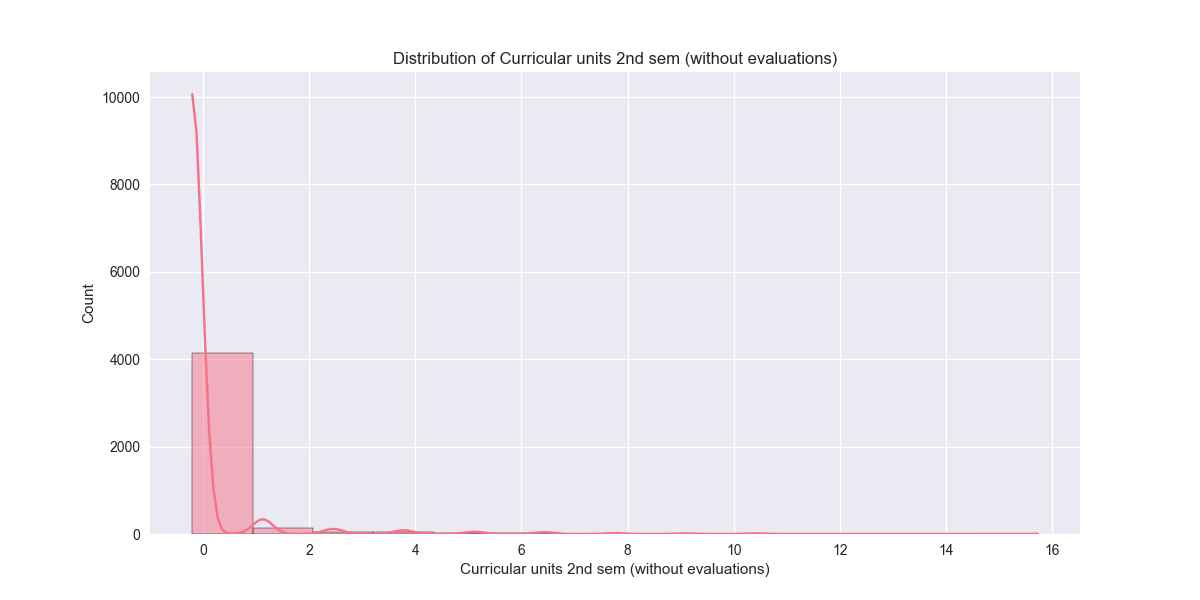 Distribution of Curricular units 2nd sem (without evaluations)
10000
8000
6000
4000
2000
0
Count
0 2 4 6 8 10 12 14 16
Curricular units 2nd sem (without evaluations)